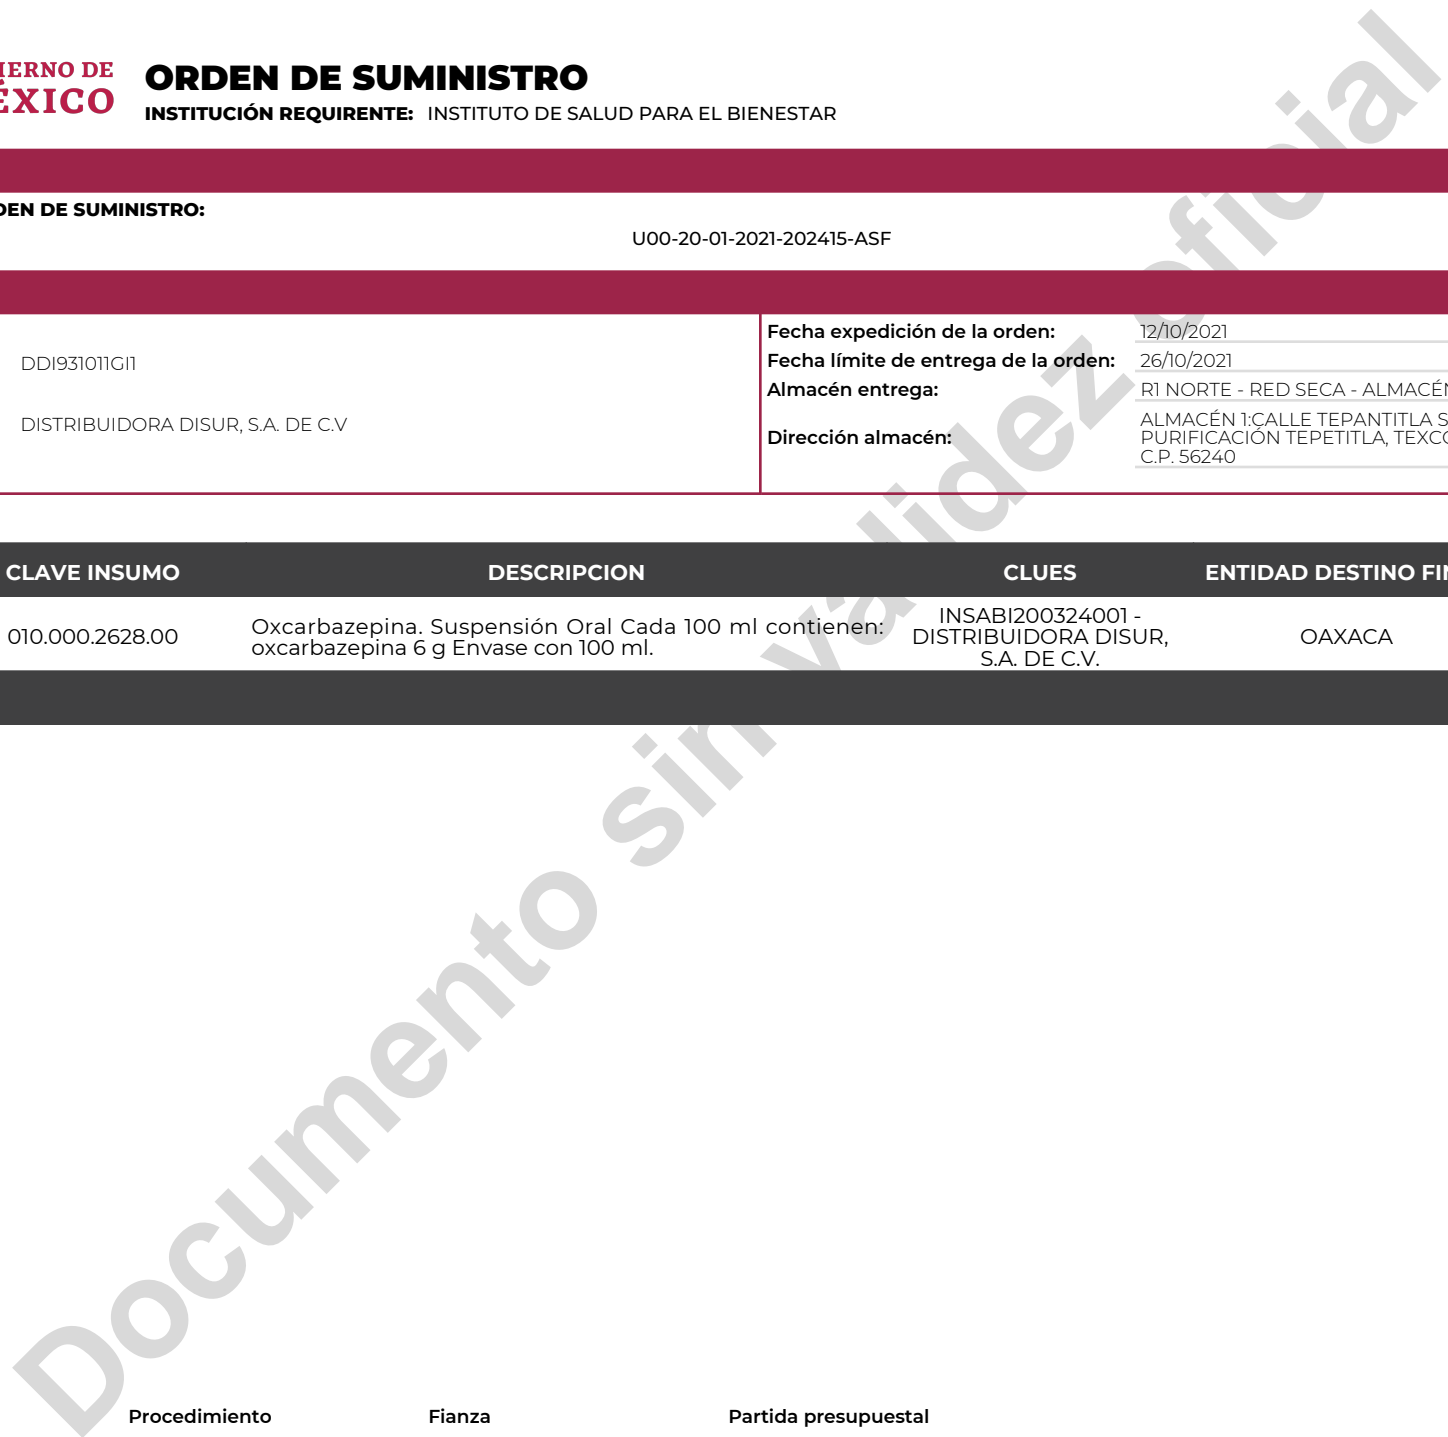 IERNO DE
ÉXICO
ORDEN DE SUMINISTRO
INSTITUCIÓN REQUIRENTE: INSTITUTO DE SALUD PARA EL BIENESTAR
DEN DE SUMINISTRO:
U00-20-01-2021-202415-ASF
DDI931011GI1
DISTRIBUIDORA DISUR, S.A. DE C.V
Fecha expedición de la orden: 12/10/2021
Fecha límite de entrega de la orden: 26/10/2021
Almacén entrega: R1 NORTE - RED SECA - ALMACÉN
Dirección almacén: ALMACÉN 1:CALLE TEPANTITLA S
PURIFICACIÓN TEPETITLA, TEXCO
C.P. 56240
CLAVE INSUMO DESCRIPCION CLUES ENTIDAD DESTINO FIN
010.000.2628.00
Oxcarbazepina. Suspensión Oral Cada 100 ml contienen:
oxcarbazepina 6 g Envase con 100 ml.
INSABI200324001 -
DISTRIBUIDORA DISUR,
S.A. DE C.V.
OAXACA
Documento sin validez oficial
Procedimiento Fianza Partida presupuestal